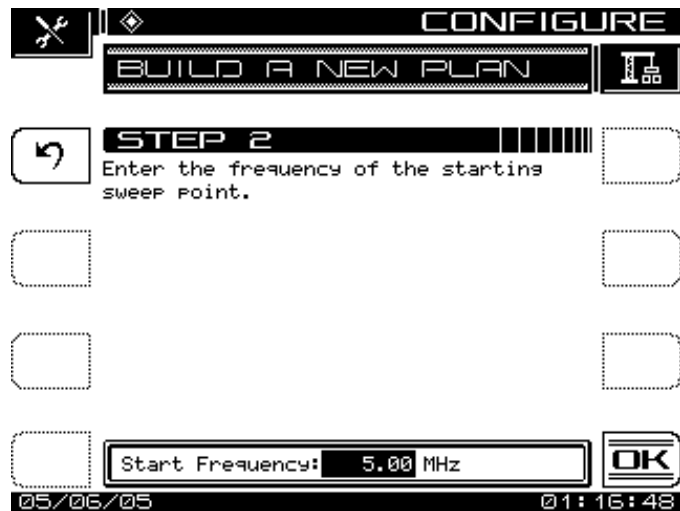 CONFIGURE
BUILD A NEW PLAN
STEP 2
Enter the frequency of the starting
sweep point.
Start Frequency: 5.00 MHz
OK
05/06/05 01:16:48